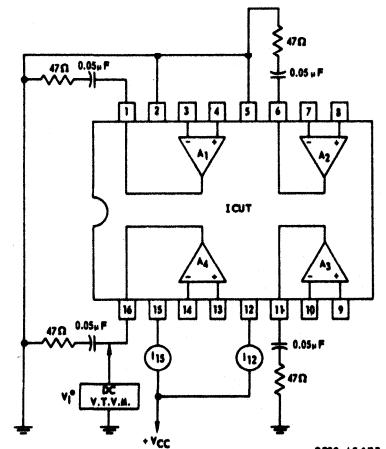 47Ω
0.05µF
47Ω 0.05µF
1 2 3 4 5 6 7 8
- + - +
A1 A2
ICUT
A4 A3
- + - +
16 15 14 13 12 11 10 9
47Ω 0.05µF
0.05µF
I15 I12
47Ω
VI°
DC
V.T.V.M.
+VCC